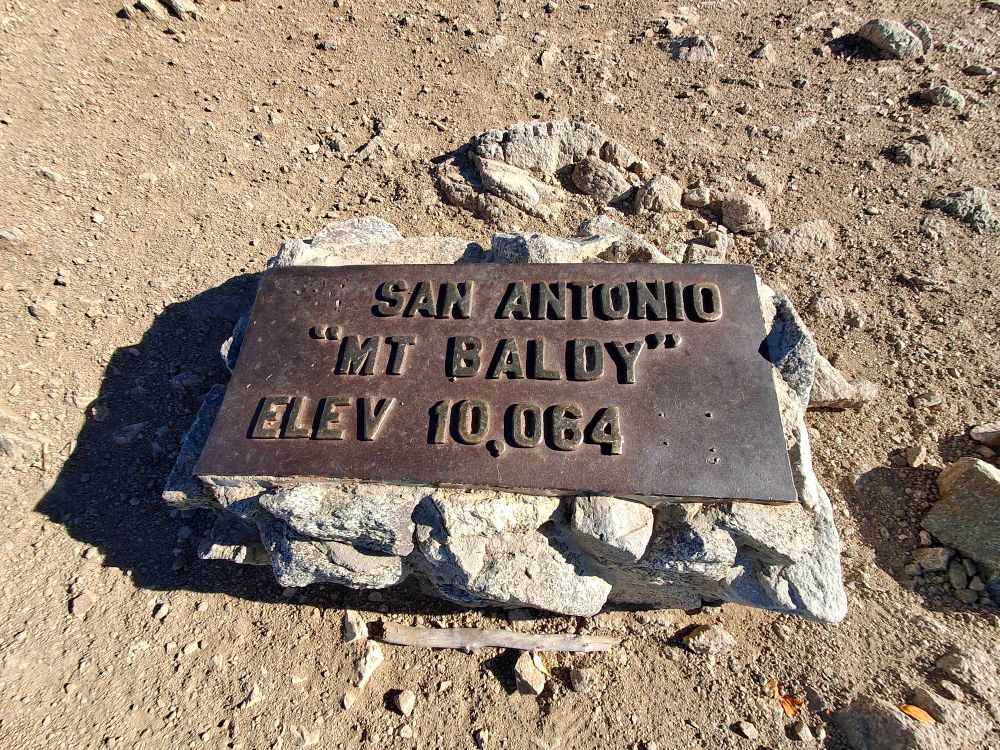 SAN ANTONIO
"MT BALDY"
ELEV 10,064